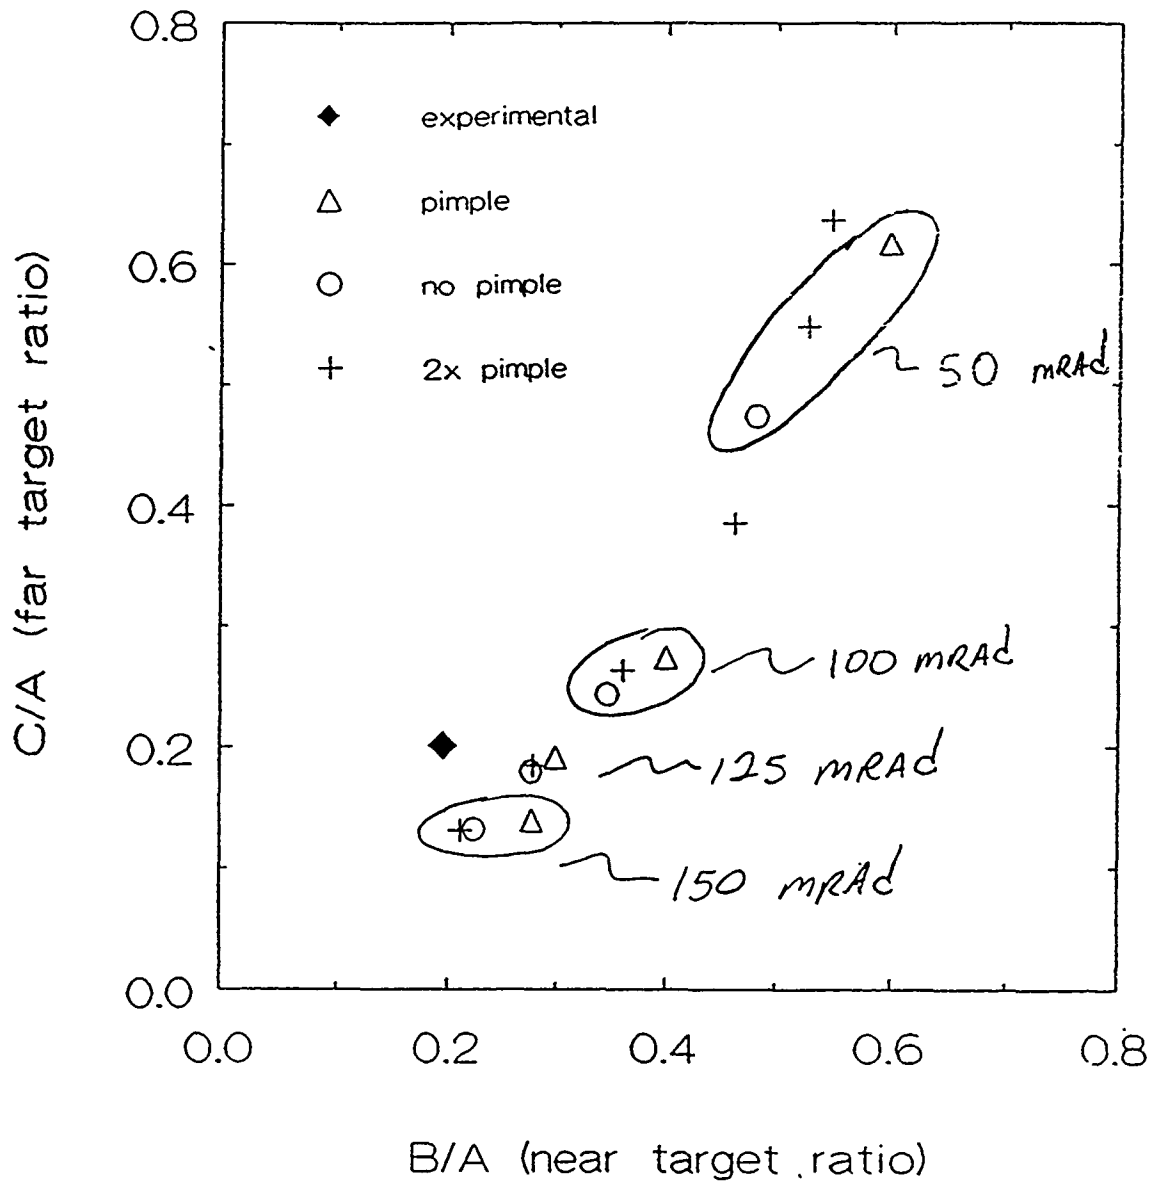 0.8
0.6
0.4
0.2
0.0
C/A (far target ratio)
experimental
pimple
no pimple
2x pimple
50 mRAd
100 mRAd
125 mRAd
150 mRAd
0.0 0.2 0.4 0.6 0.8
B/A (near target ratio)